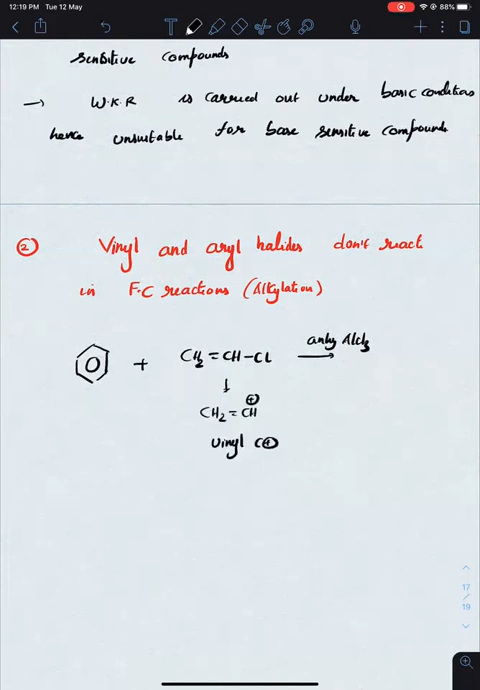 12:19 PM Tue 12 May
88%
sensitive compounds
→ W.K.R is carried out under basic conditions
hence unsuitable for base sensitive compounds
② Vinyl and aryl halides don't react
in F.C reactions (Alkylation)
+ CH2=CH-Cl anhy AlCl3 →
↓
CH2=CH⊕
vinyl C⊕
17
/
19